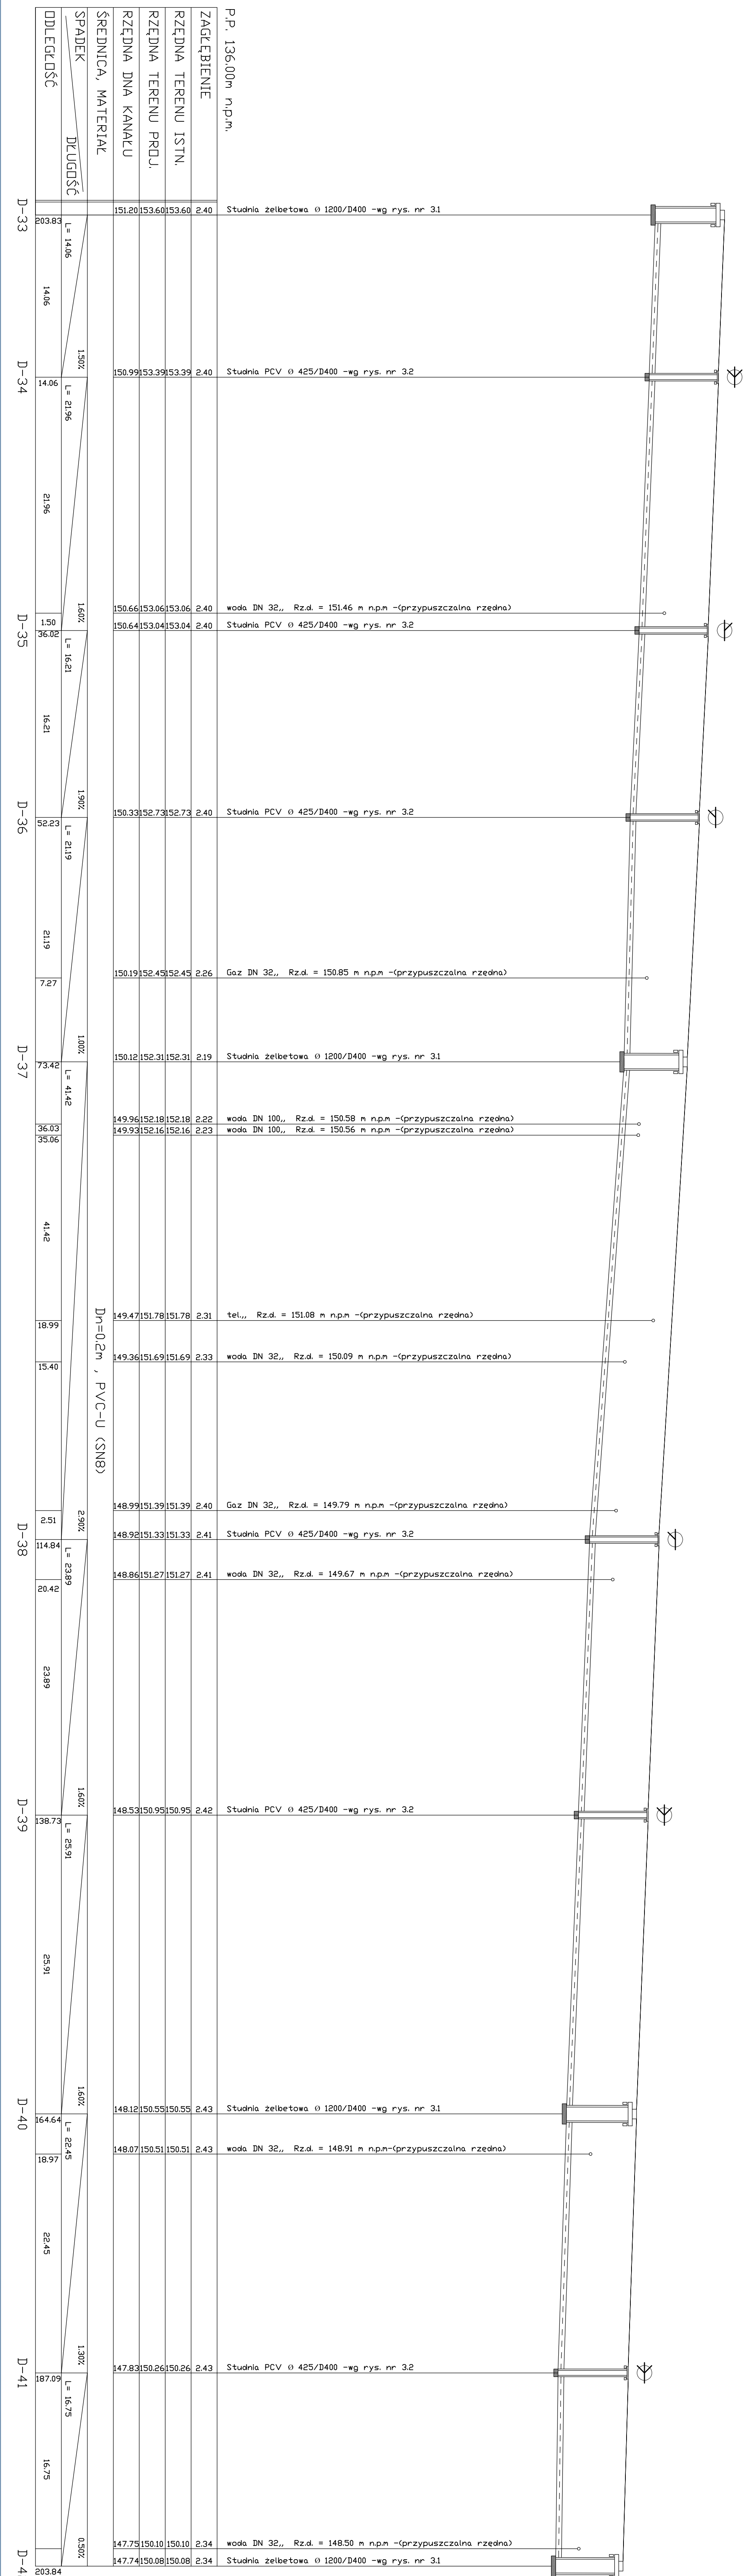 P.P. 136.00m n.p.m.
ZAGŁĘBIENIE
RZĘDNA TERENU ISTN.
RZĘDNA TERENU PROJ.
RZĘDNA DNA KANAŁU
ŚREDNICA, MATERIAŁ
SPADEK
DŁUGOŚĆ
ODLEGŁOŚĆ
151.20 153.60 153.60 2.40 Studnia żelbetowa Ø 1200/D400 -wg rys. nr 3.1
D-33
203.83
L= 14.06
14.06
1.50%
150.99 153.39 153.39 2.40 Studnia PCV Ø 425/D400 -wg rys. nr 3.2
D-34
14.06
L= 21.96
21.96
1.60%
150.66 153.06 153.06 2.40 woda DN 32,, Rz.d. = 151.46 m n.p.m -(przypuszczalna rzędna)
1.50
150.64 153.04 153.04 2.40 Studnia PCV Ø 425/D400 -wg rys. nr 3.2
D-35
36.02
L= 16.21
16.21
1.90%
150.33 152.73 152.73 2.40 Studnia PCV Ø 425/D400 -wg rys. nr 3.2
D-36
52.23
L= 21.19
21.19
150.19 152.45 152.45 2.26 Gaz DN 32,, Rz.d. = 150.85 m n.p.m -(przypuszczalna rzędna)
7.27
1.00%
150.12 152.31 152.31 2.19 Studnia żelbetowa Ø 1200/D400 -wg rys. nr 3.1
D-37
73.42
L= 41.42
149.96 152.18 152.18 2.22 woda DN 100,, Rz.d. = 150.58 m n.p.m -(przypuszczalna rzędna)
36.03
149.93 152.16 152.16 2.23 woda DN 100,, Rz.d. = 150.56 m n.p.m -(przypuszczalna rzędna)
35.06
41.42
149.47 151.78 151.78 2.31 tel.,, Rz.d. = 151.08 m n.p.m -(przypuszczalna rzędna)
18.99
Dn=0.2m , PVC-U (SN8)
149.36 151.69 151.69 2.33 woda DN 32,, Rz.d. = 150.09 m n.p.m -(przypuszczalna rzędna)
15.40
148.99 151.39 151.39 2.40 Gaz DN 32,, Rz.d. = 149.79 m n.p.m -(przypuszczalna rzędna)
2.51
2.90%
148.92 151.33 151.33 2.41 Studnia PCV Ø 425/D400 -wg rys. nr 3.2
D-38
114.84
L= 23.89
148.86 151.27 151.27 2.41 woda DN 32,, Rz.d. = 149.67 m n.p.m -(przypuszczalna rzędna)
20.42
23.89
1.60%
148.53 150.95 150.95 2.42 Studnia PCV Ø 425/D400 -wg rys. nr 3.2
D-39
138.73
L= 25.91
25.91
1.60%
148.12 150.55 150.55 2.43 Studnia żelbetowa Ø 1200/D400 -wg rys. nr 3.1
D-40
164.64
L= 22.45
148.07 150.51 150.51 2.43 woda DN 32,, Rz.d. = 148.91 m n.p.m-(przypuszczalna rzędna)
18.97
22.45
1.30%
147.83 150.26 150.26 2.43 Studnia PCV Ø 425/D400 -wg rys. nr 3.2
D-41
187.09
L= 16.75
16.75
0.50%
147.75 150.10 150.10 2.34 woda DN 32,, Rz.d. = 148.50 m n.p.m -(przypuszczalna rzędna)
147.74 150.08 150.08 2.34 Studnia żelbetowa Ø 1200/D400 -wg rys. nr 3.1
D-4
203.84